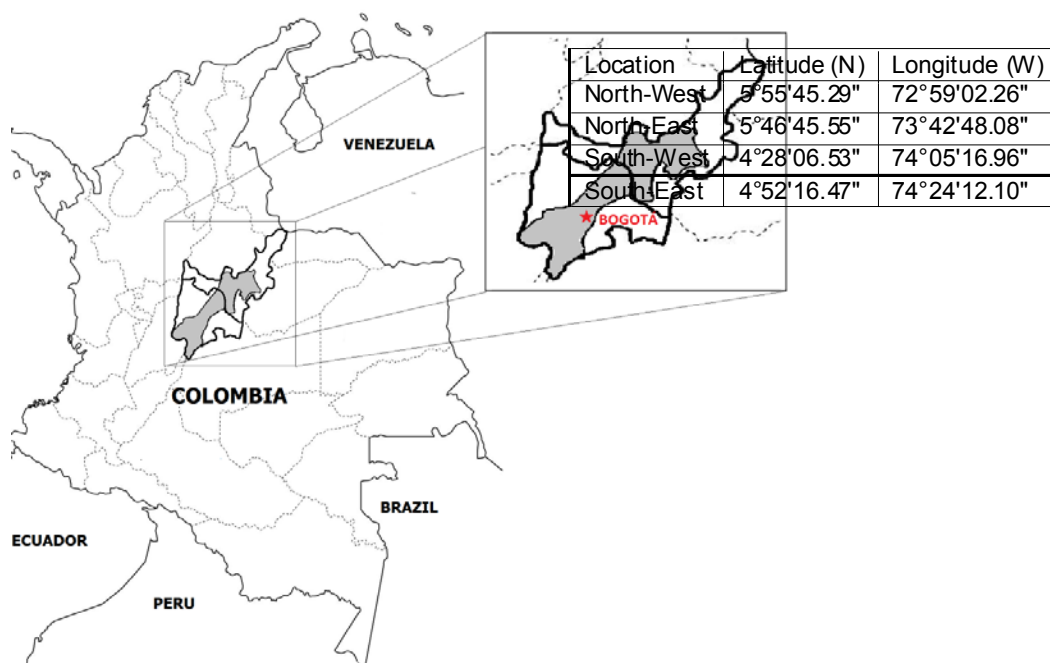 Location Latitude (N) Longitude (W)
North-West 5°55'45.29" 72°59'02.26"
North-East 5°46'45.55" 73°42'48.08"
South-West 4°28'06.53" 74°05'16.96"
South-East 4°52'16.47" 74°24'12.10"
BOGOTÁ
VENEZUELA
COLOMBIA
BRAZIL
ECUADOR
PERU